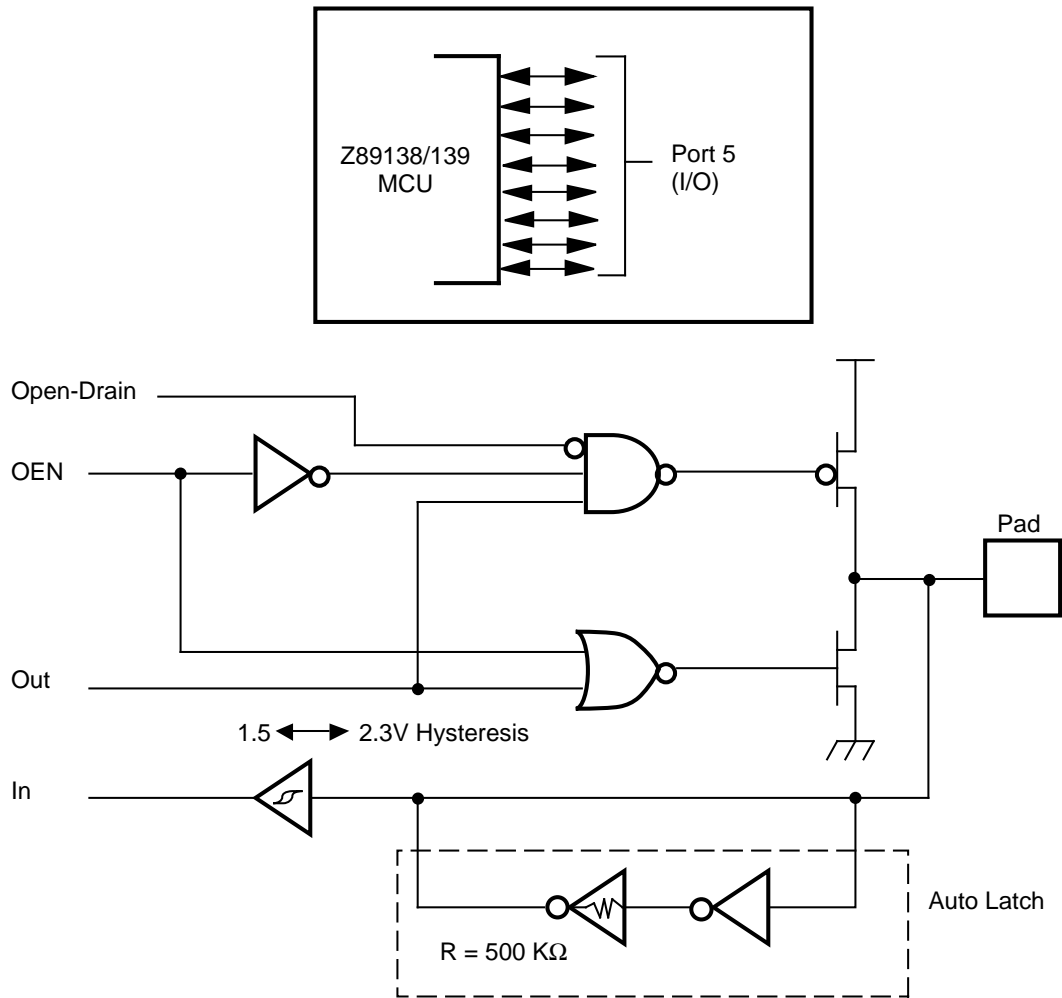 Z89138/139
MCU
Port 5
(I/O)
Open-Drain
OEN
Pad
Out
1.5 2.3V Hysteresis
In
Auto Latch
R = 500 KΩ